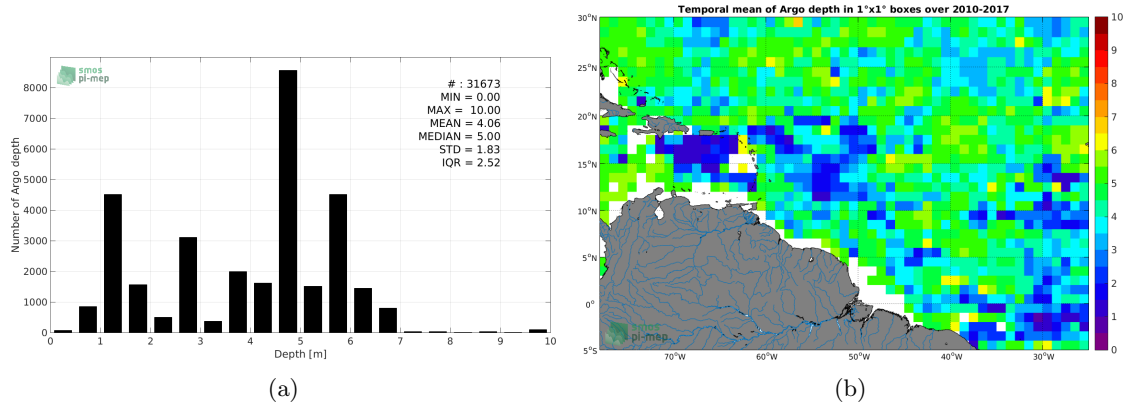 smos
pi-mep
# : 31673
MIN = 0.00
MAX = 10.00
MEAN = 4.06
MEDIAN = 5.00
STD = 1.83
IQR = 2.52
Number of Argo depth
8000
7000
6000
5000
4000
3000
2000
1000
0
0 1 2 3 4 5 6 7 8 9 10
Depth [m]
(a)
Temporal mean of Argo depth in 1°x1° boxes over 2010-2017
30°N
25°N
20°N
15°N
10°N
5°N
0°
5°S
70°W 60°W 50°W 40°W 30°W
smos
pi-mep
10
9
8
7
6
5
4
3
2
1
0
(b)